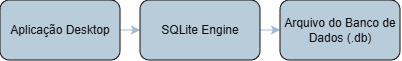 Aplicação Desktop
SQLite Engine
Arquivo do Banco de
Dados (.db)